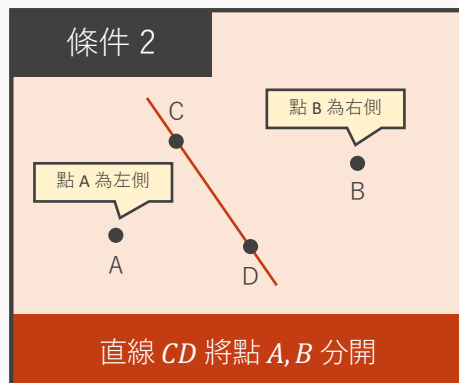 條件 2
C
點 B 為右側
點 A 為左側
B
A
D
直線 CD 將點 A, B 分開